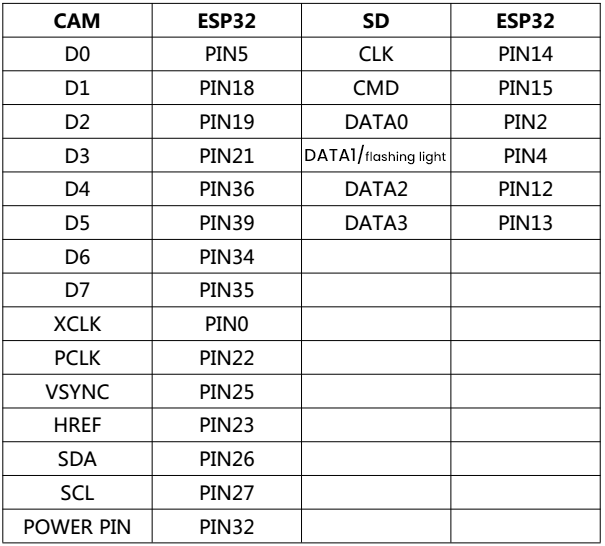 CAM ESP32 SD ESP32
D0 PIN5 CLK PIN14
D1 PIN18 CMD PIN15
D2 PIN19 DATA0 PIN2
D3 PIN21 DATA1/flashing light PIN4
D4 PIN36 DATA2 PIN12
D5 PIN39 DATA3 PIN13
D6 PIN34
D7 PIN35
XCLK PIN0
PCLK PIN22
VSYNC PIN25
HREF PIN23
SDA PIN26
SCL PIN27
POWER PIN PIN32